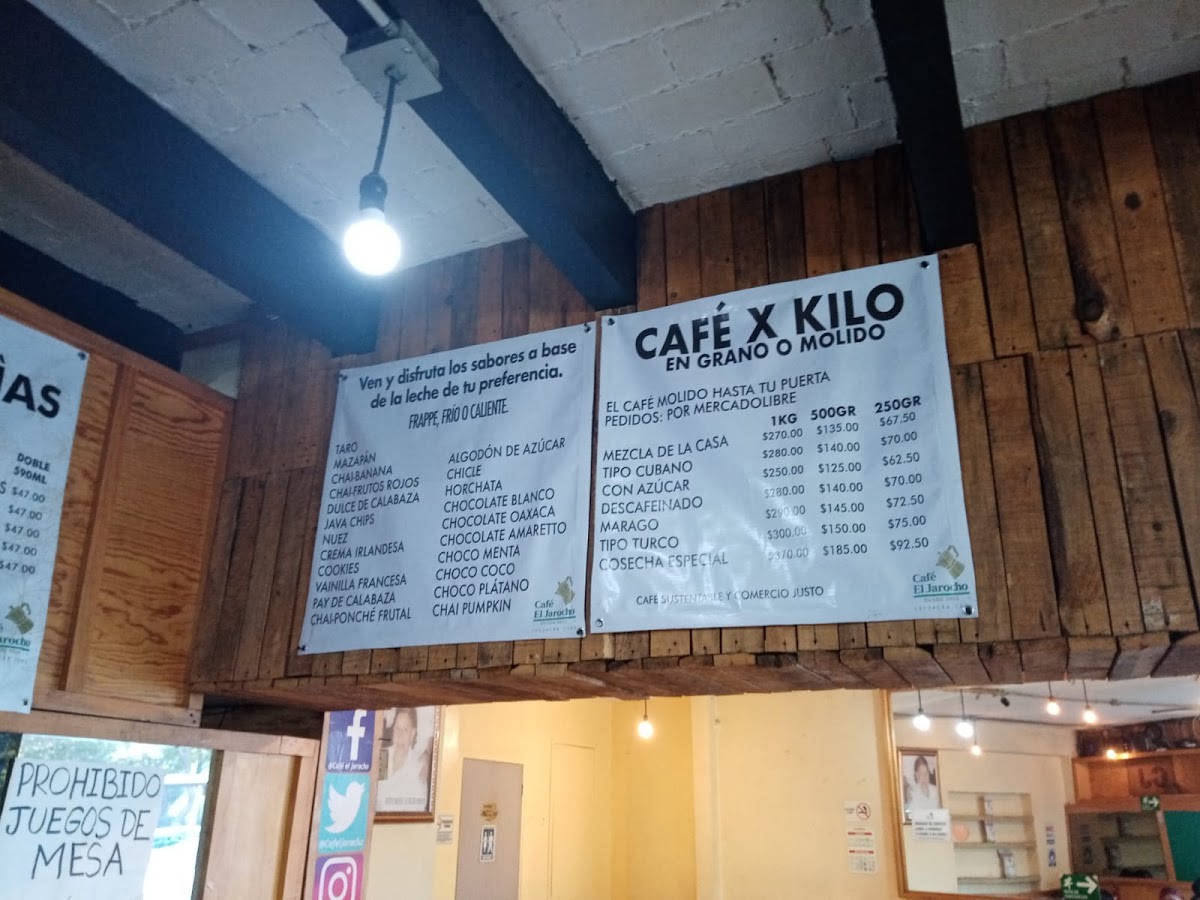 AS
DOBLE
590ML
$47.00
$47.00
$47.00
$47.00
$47.00
El Jarocho
Ven y disfruta los sabores a base
de la leche de tu preferencia.
FRAPPE, FRÍO O CALIENTE.
TARO
MAZAPÁN
CHAI-BANANA
CHAI-FRUTOS ROJOS
DULCE DE CALABAZA
JAVA CHIPS
NUEZ
CREMA IRLANDESA
COOKIES
VAINILLA FRANCESA
PAY DE CALABAZA
CHAI-PONCHÉ FRUTAL
ALGODÓN DE AZÚCAR
CHICLE
HORCHATA
CHOCOLATE BLANCO
CHOCOLATE OAXACA
CHOCOLATE AMARETTO
CHOCO MENTA
CHOCO COCO
CHOCO PLÁTANO
CHAI PUMPKIN
Café
El Jarocho
CAFÉ X KILO
EN GRANO O MOLIDO
EL CAFÉ MOLIDO HASTA TU PUERTA
PEDIDOS: POR MERCADOLIBRE
1KG 500GR 250GR
MEZCLA DE LA CASA $270.00 $135.00 $67.50
TIPO CUBANO $280.00 $140.00 $70.00
CON AZÚCAR $250.00 $125.00 $62.50
DESCAFEINADO $280.00 $140.00 $70.00
MARAGO $290.00 $145.00 $72.50
TIPO TURCO $300.00 $150.00 $75.00
COSECHA ESPECIAL $370.00 $185.00 $92.50
CAFÉ SUSTENTABLE Y COMERCIO JUSTO
Café
El Jarocho
PROHIBIDO
JUEGOS DE
MESA
@Café el jarocho
@Cafeljarocho